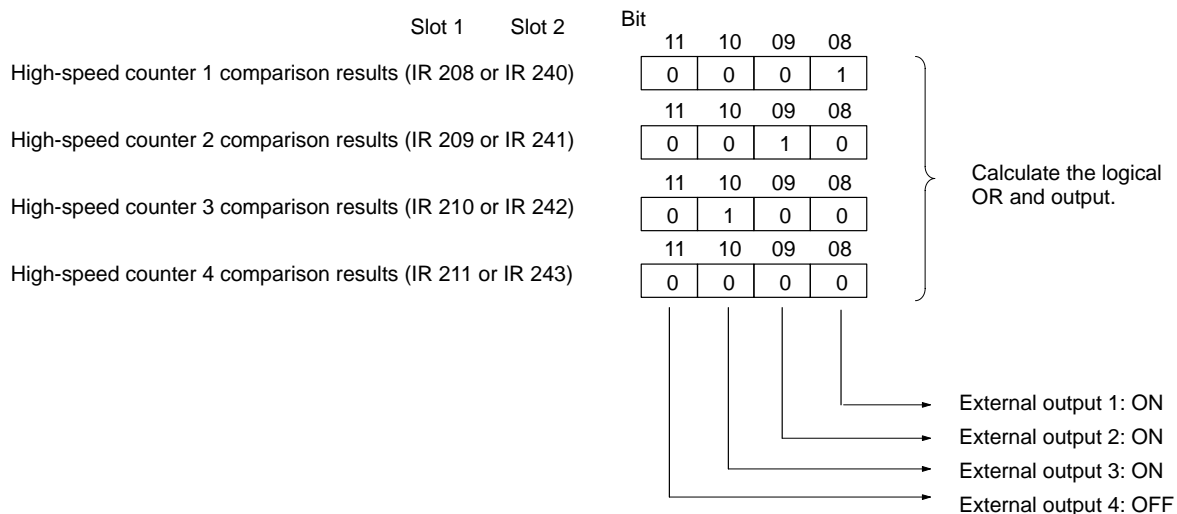 Slot 1 Slot 2 Bit
11 10 09 08
High-speed counter 1 comparison results (IR 208 or IR 240) 0 0 0 1
11 10 09 08
High-speed counter 2 comparison results (IR 209 or IR 241) 0 0 1 0
Calculate the logical
OR and output.
11 10 09 08
High-speed counter 3 comparison results (IR 210 or IR 242) 0 1 0 0
11 10 09 08
High-speed counter 4 comparison results (IR 211 or IR 243) 0 0 0 0
External output 1: ON
External output 2: ON
External output 3: ON
External output 4: OFF